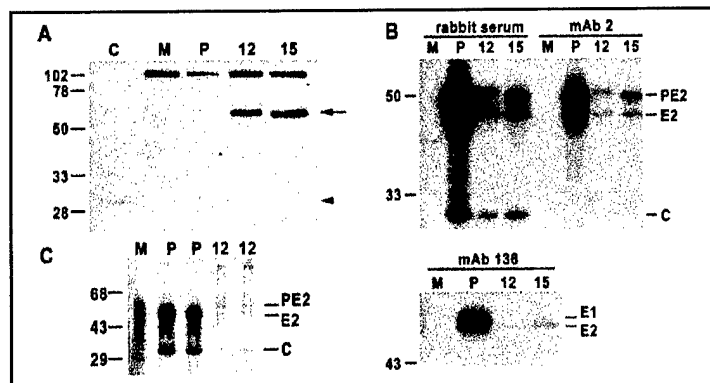 A
C M P 12 15
102
78
50
33
28
B
rabbit serum mAb 2
M P 12 15 M P 12 15
50
33
PE2
E2
C
C
M P P 12 12
68
43
29
PE2
E2
C
mAb 136
M P 12 15
43
E1
E2